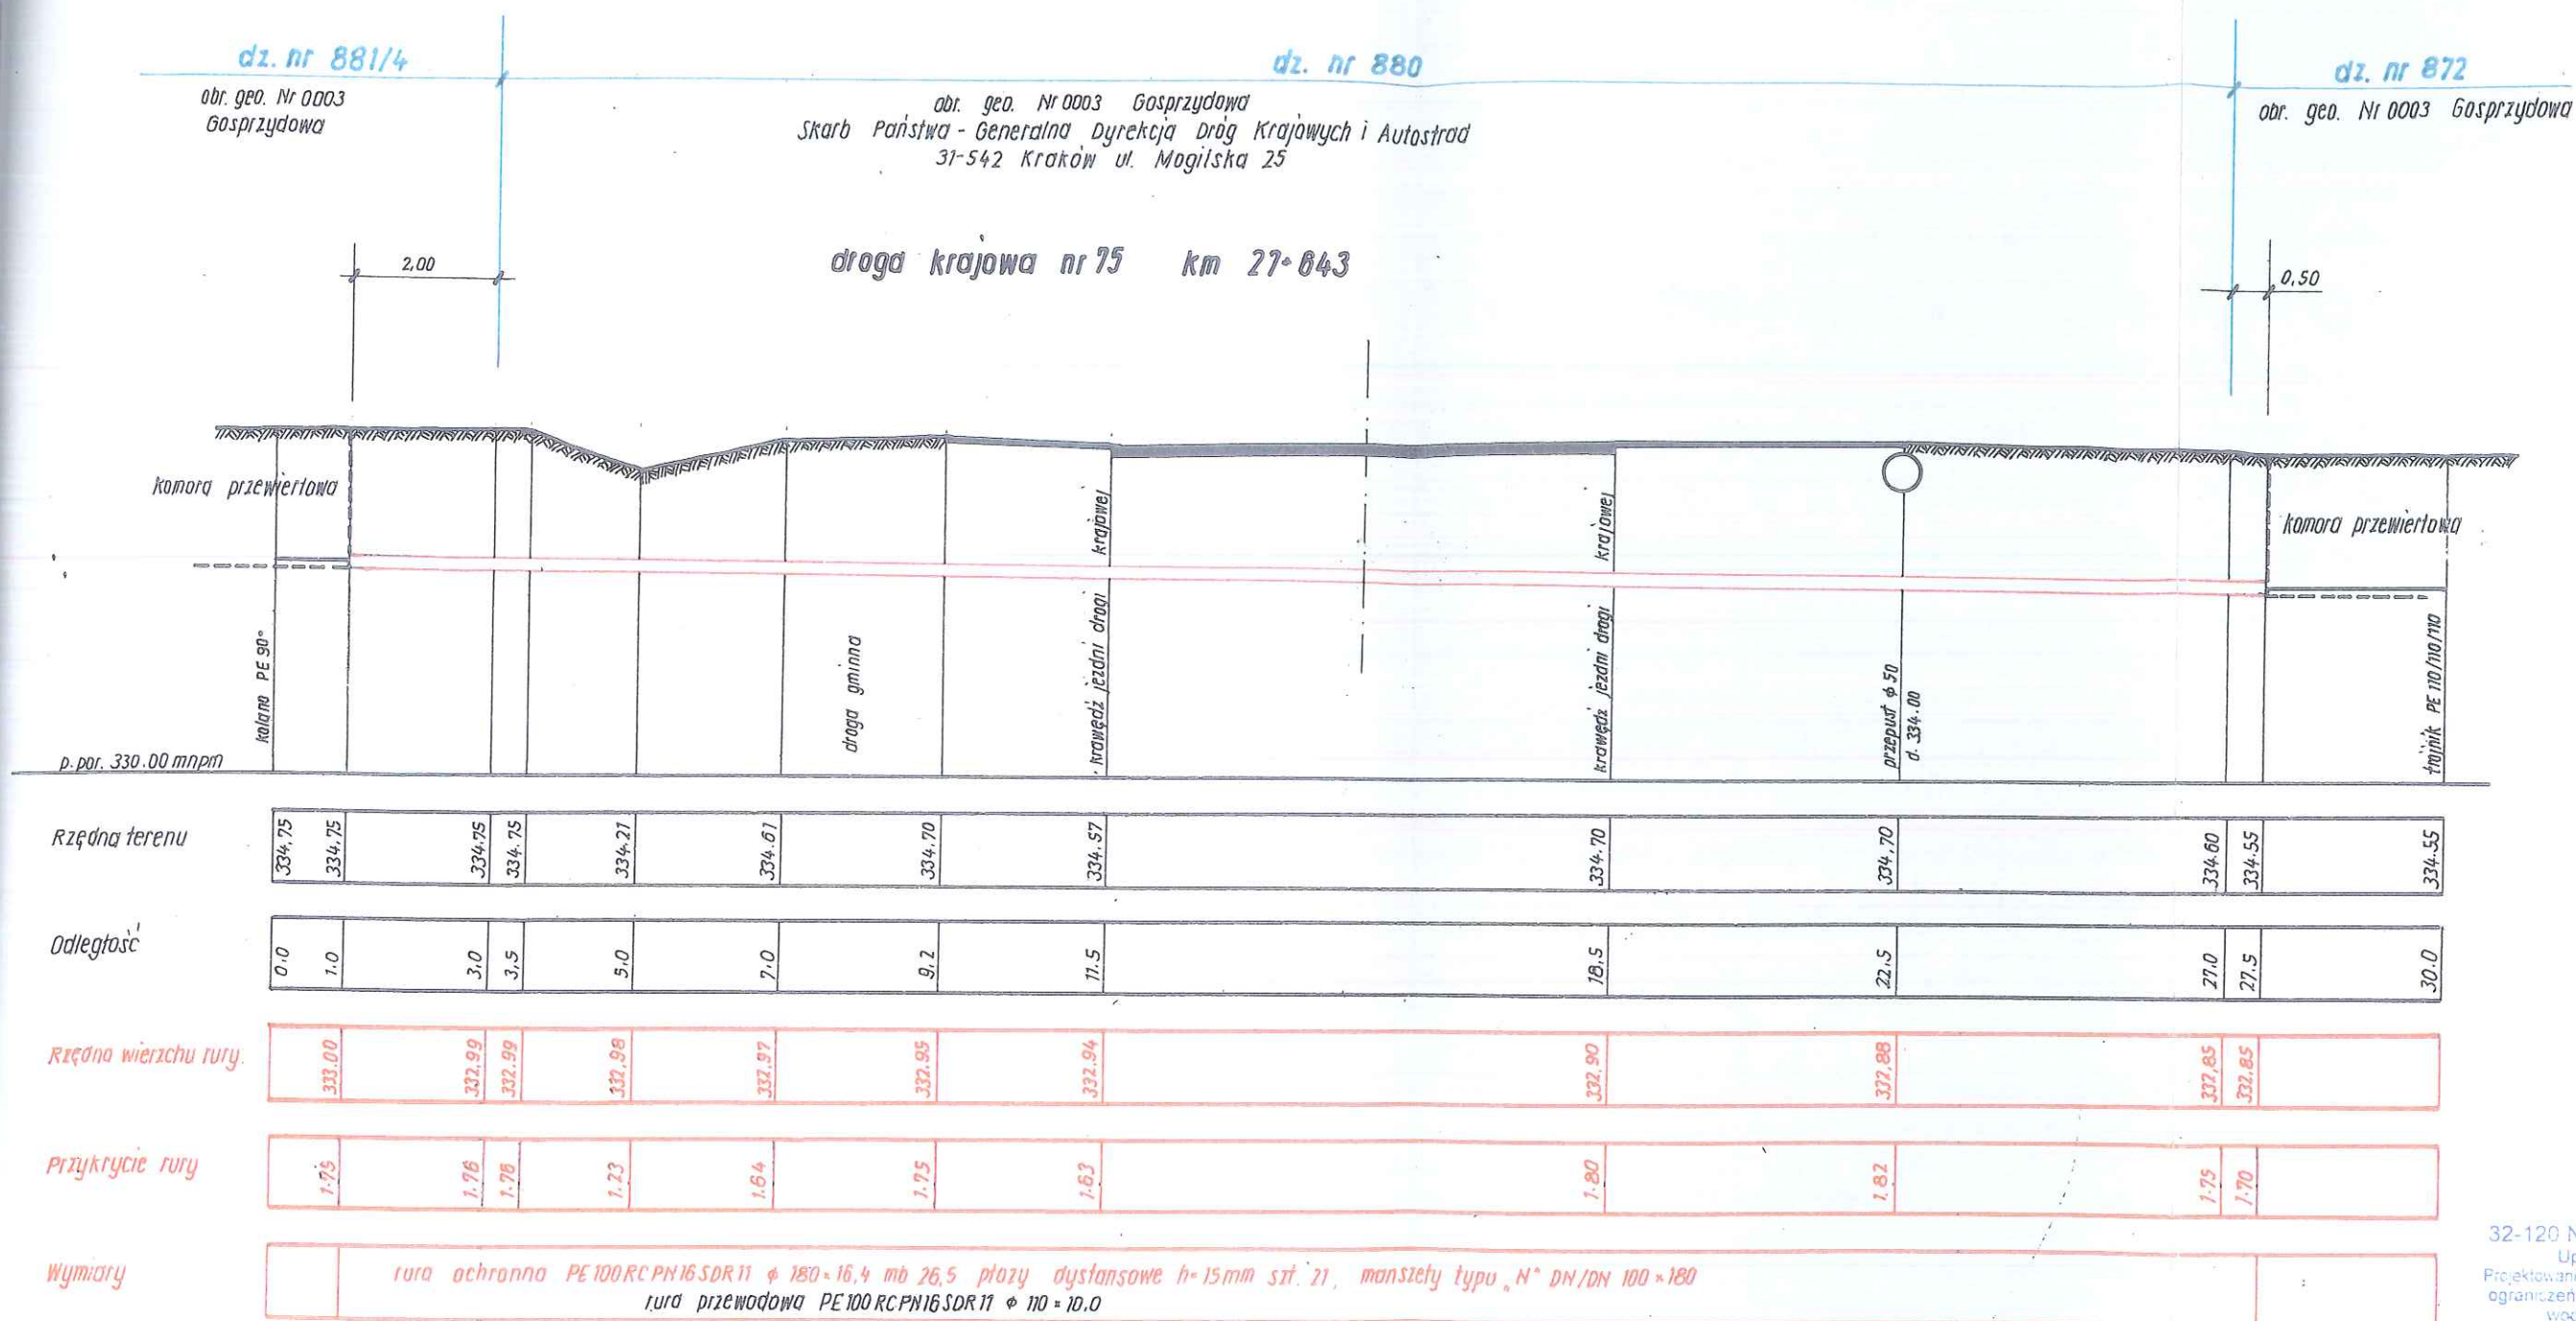 dz. nr 881/4
dz. nr 880
dz. nr 872
obr. geo. Nr 0003
Gosprzydowa
obr. geo. Nr 0003 Gosprzydowa
Skarb Państwa - Generalna Dyrekcja Dróg Krajowych i Autostrad
31-542 Kraków ul. Mogilska 25
obr. geo. Nr 0003 Gosprzydowa
2,00
droga krajowa nr 75 km 27+843
0,50
komora przewiertowa
komora przewiertowa
kolano PE 90°
droga gminna
krawędź jezdni drogi krajowej
krawędź jezdni drogi krajowej
przepust ϕ 50
d. 334.00
trójnik PE 110/110/110
p. por. 330.00 mnpm
Rzędna terenu 334,75 334,75 334.75 334.75 334.21 334.61 334.70 334.57 334.70 334,70 334.60 334.55 334.55
Odległość 0.0 1.0 3,0 3,5 5,0 7,0 9,2 11.5 18,5 22,5 27,0 27,5 30.0
Rzędna wierzchu rury. 333.00 332.99 332.99 332,98 332,97 332.95 332.94 332,90 332,88 332,85 332,85
Przykrycie rury 1.75 1.76 1.76 1.23 1.64 1.75 1.63 1.80 1.82 1.75 1.70
Wymiary
rura ochronna PE100RCPN16SDR11 ϕ 180×16,4 mb 26,5 płozy dystansowe h=15mm szt. 21, manszety typu „N" DN/DN 100×180
rura przewodowa PE100RCPN16SDR11 ϕ 110×10.0
32-120 N
Up
Projektowan
ograniczeń